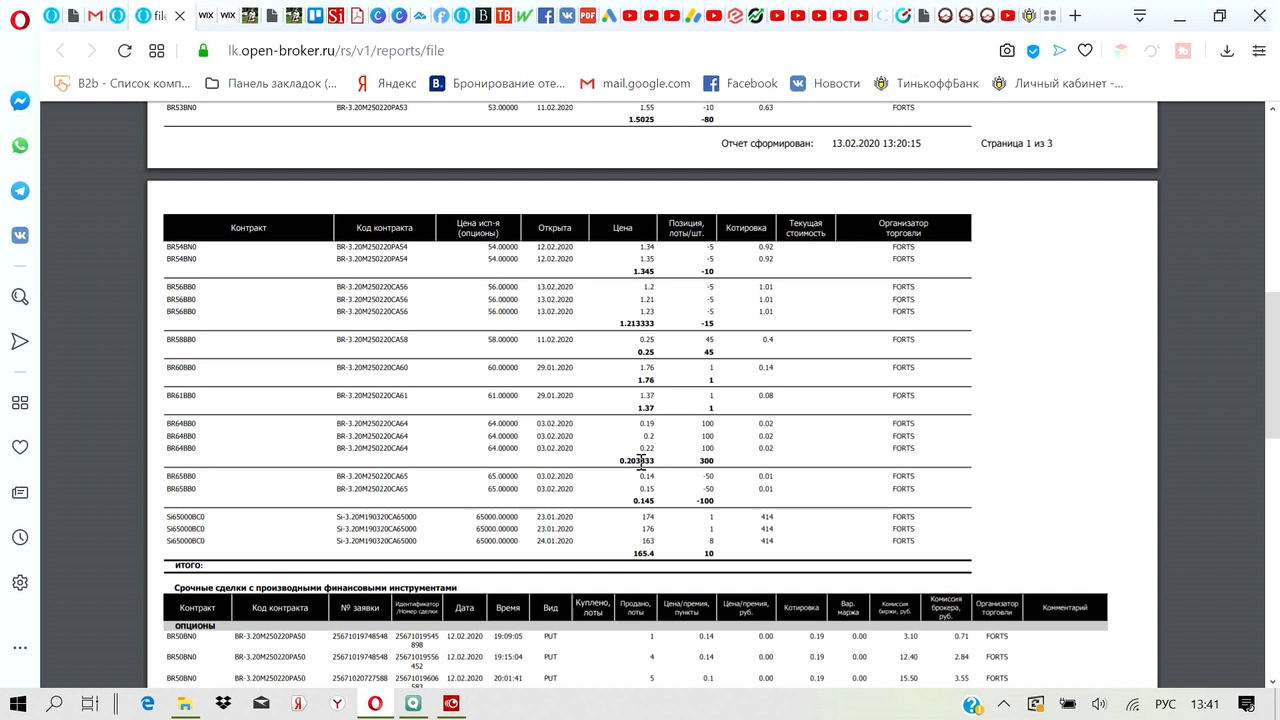 file
WIX
WIX
Si
B
TB
W
PDF
lk.open-broker.ru/rs/v1/reports/file
B2b - Список комп...
Панель закладок (...
Яндекс
Бронирование оте...
mail.google.com
Facebook
Новости
ТинькоффБанк
Личный кабинет -...
BR53BN0 BR-3.20M250220PA53 53.00000 11.02.2020 1.55 -10 0.63 FORTS
1.5025 -80
Отчет сформирован: 13.02.2020 13:20:15 Страница 1 из 3
Контракт Код контракта Цена исп-я (опционы) Открыта Цена Позиция, лоты/шт. Котировка Текущая стоимость Организатор торговли
BR54BN0 BR-3.20M250220PA54 54.00000 12.02.2020 1.34 -5 0.92 FORTS
BR54BN0 BR-3.20M250220PA54 54.00000 12.02.2020 1.35 -5 0.92 FORTS
1.345 -10
BR56BB0 BR-3.20M250220CA56 56.00000 13.02.2020 1.2 -5 1.01 FORTS
BR56BB0 BR-3.20M250220CA56 56.00000 13.02.2020 1.21 -5 1.01 FORTS
BR56BB0 BR-3.20M250220CA56 56.00000 13.02.2020 1.23 -5 1.01 FORTS
1.213333 -15
BR58BB0 BR-3.20M250220CA58 58.00000 11.02.2020 0.25 45 0.4 FORTS
0.25 45
BR60BB0 BR-3.20M250220CA60 60.00000 29.01.2020 1.76 1 0.14 FORTS
1.76 1
BR61BB0 BR-3.20M250220CA61 61.00000 29.01.2020 1.37 1 0.08 FORTS
1.37 1
BR64BB0 BR-3.20M250220CA64 64.00000 03.02.2020 0.19 100 0.02 FORTS
BR64BB0 BR-3.20M250220CA64 64.00000 03.02.2020 0.2 100 0.02 FORTS
BR64BB0 BR-3.20M250220CA64 64.00000 03.02.2020 0.22 100 0.02 FORTS
0.203333 300
BR65BB0 BR-3.20M250220CA65 65.00000 03.02.2020 0.14 -50 0.01 FORTS
BR65BB0 BR-3.20M250220CA65 65.00000 03.02.2020 0.15 -50 0.01 FORTS
0.145 -100
Si65000BC0 Si-3.20M190320CA65000 65000.00000 23.01.2020 174 1 414 FORTS
Si65000BC0 Si-3.20M190320CA65000 65000.00000 23.01.2020 176 1 414 FORTS
Si65000BC0 Si-3.20M190320CA65000 65000.00000 24.01.2020 163 8 414 FORTS
165.4 10
ИТОГО:
Срочные сделки с производными финансовыми инструментами
Контракт Код контракта № заявки Идентификатор /Номер сделки Дата Время Вид Куплено, лоты Продано, лоты Цена/премия, пункты Цена/премия, руб. Котировка Вар. маржа Комиссия биржи, руб. Комиссия брокера, руб. Организатор торговли Комментарий
ОПЦИОНЫ
BR50BN0 BR-3.20M250220PA50 25671019748548 25671019545 898 12.02.2020 19:09:05 PUT 1 0.14 0.00 0.19 0.00 3.10 0.71 FORTS
BR50BN0 BR-3.20M250220PA50 25671019748548 25671019556 452 12.02.2020 19:15:04 PUT 4 0.14 0.00 0.19 0.00 12.40 2.84 FORTS
BR50BN0 BR-3.20M250220PA50 25671020727588 25671019606 583 12.02.2020 20:01:41 PUT 5 0.1 0.00 0.19 0.00 15.50 3.55 FORTS
РУС 13:41